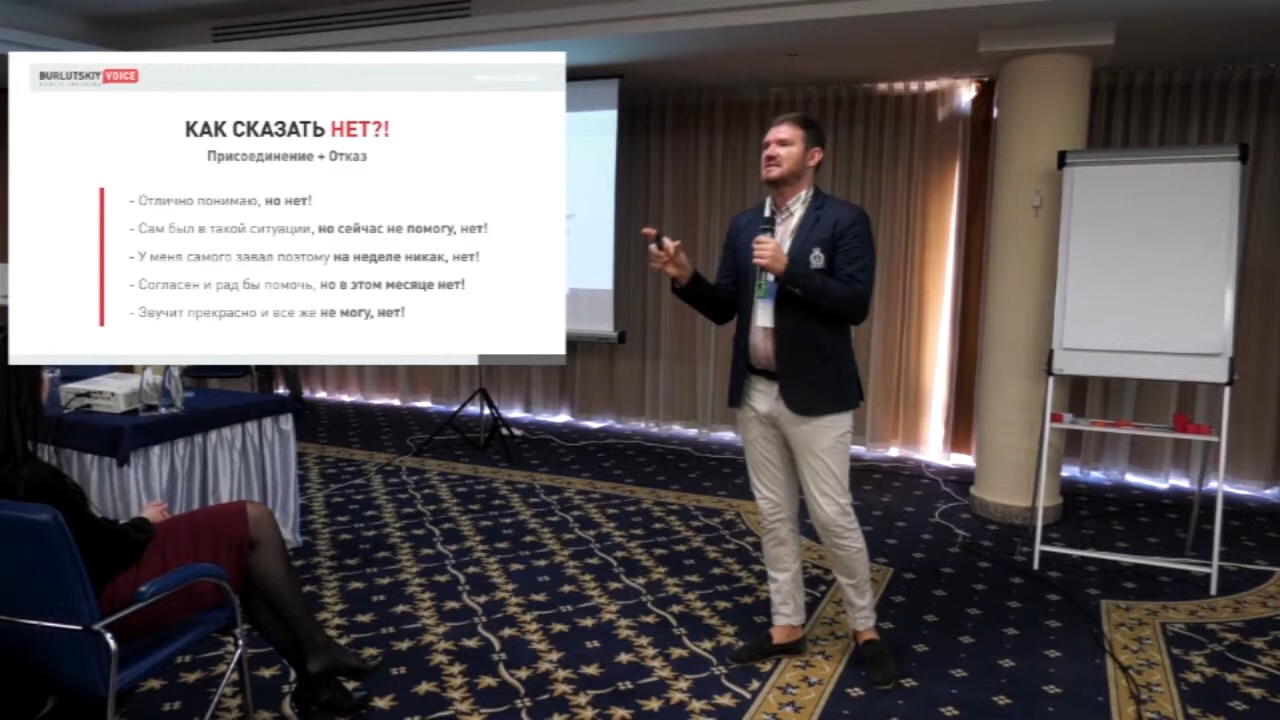 BURLUTSKIY VOICE
КАК СКАЗАТЬ НЕТ?!
Присоединение + Отказ
- Отлично понимаю, но нет!
- Сам был в такой ситуации, но сейчас не помогу, нет!
- У меня самого завал поэтому на неделе никак, нет!
- Согласен и рад бы помочь, но в этом месяце нет!
- Звучит прекрасно и все же не могу, нет!